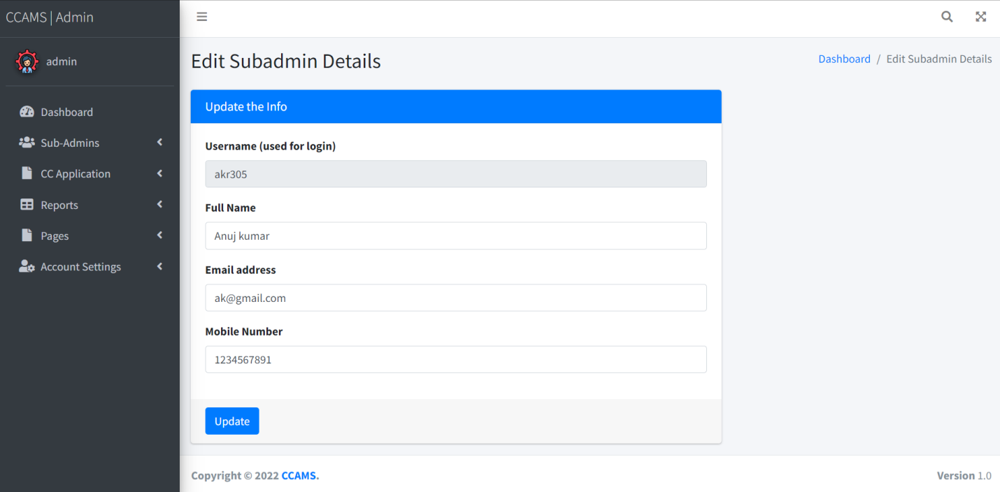 CCAMS | Admin
admin
Dashboard
Sub-Admins
CC Application
Reports
Pages
Account Settings
Edit Subadmin Details
Dashboard / Edit Subadmin Details
Update the Info
Username (used for login)
akr305
Full Name
Anuj kumar
Email address
ak@gmail.com
Mobile Number
1234567891
Update
Copyright © 2022 CCAMS.
Version 1.0